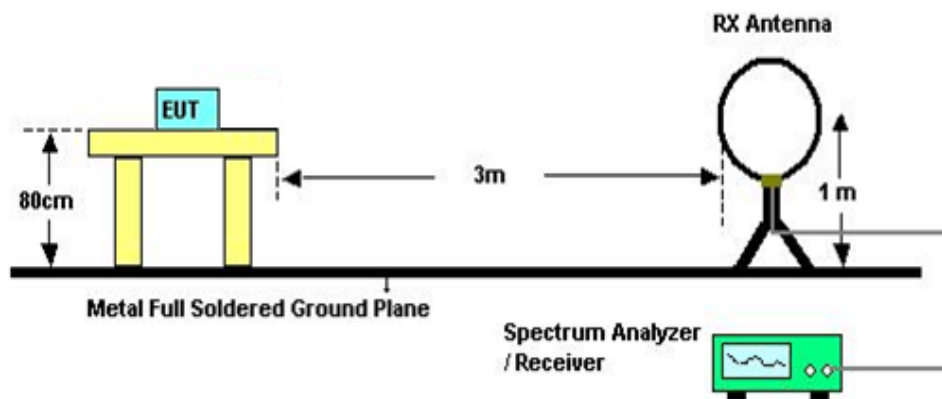 RX Antenna
EUT
3m
80cm
1 m
Metal Full Soldered Ground Plane
Spectrum Analyzer
/ Receiver